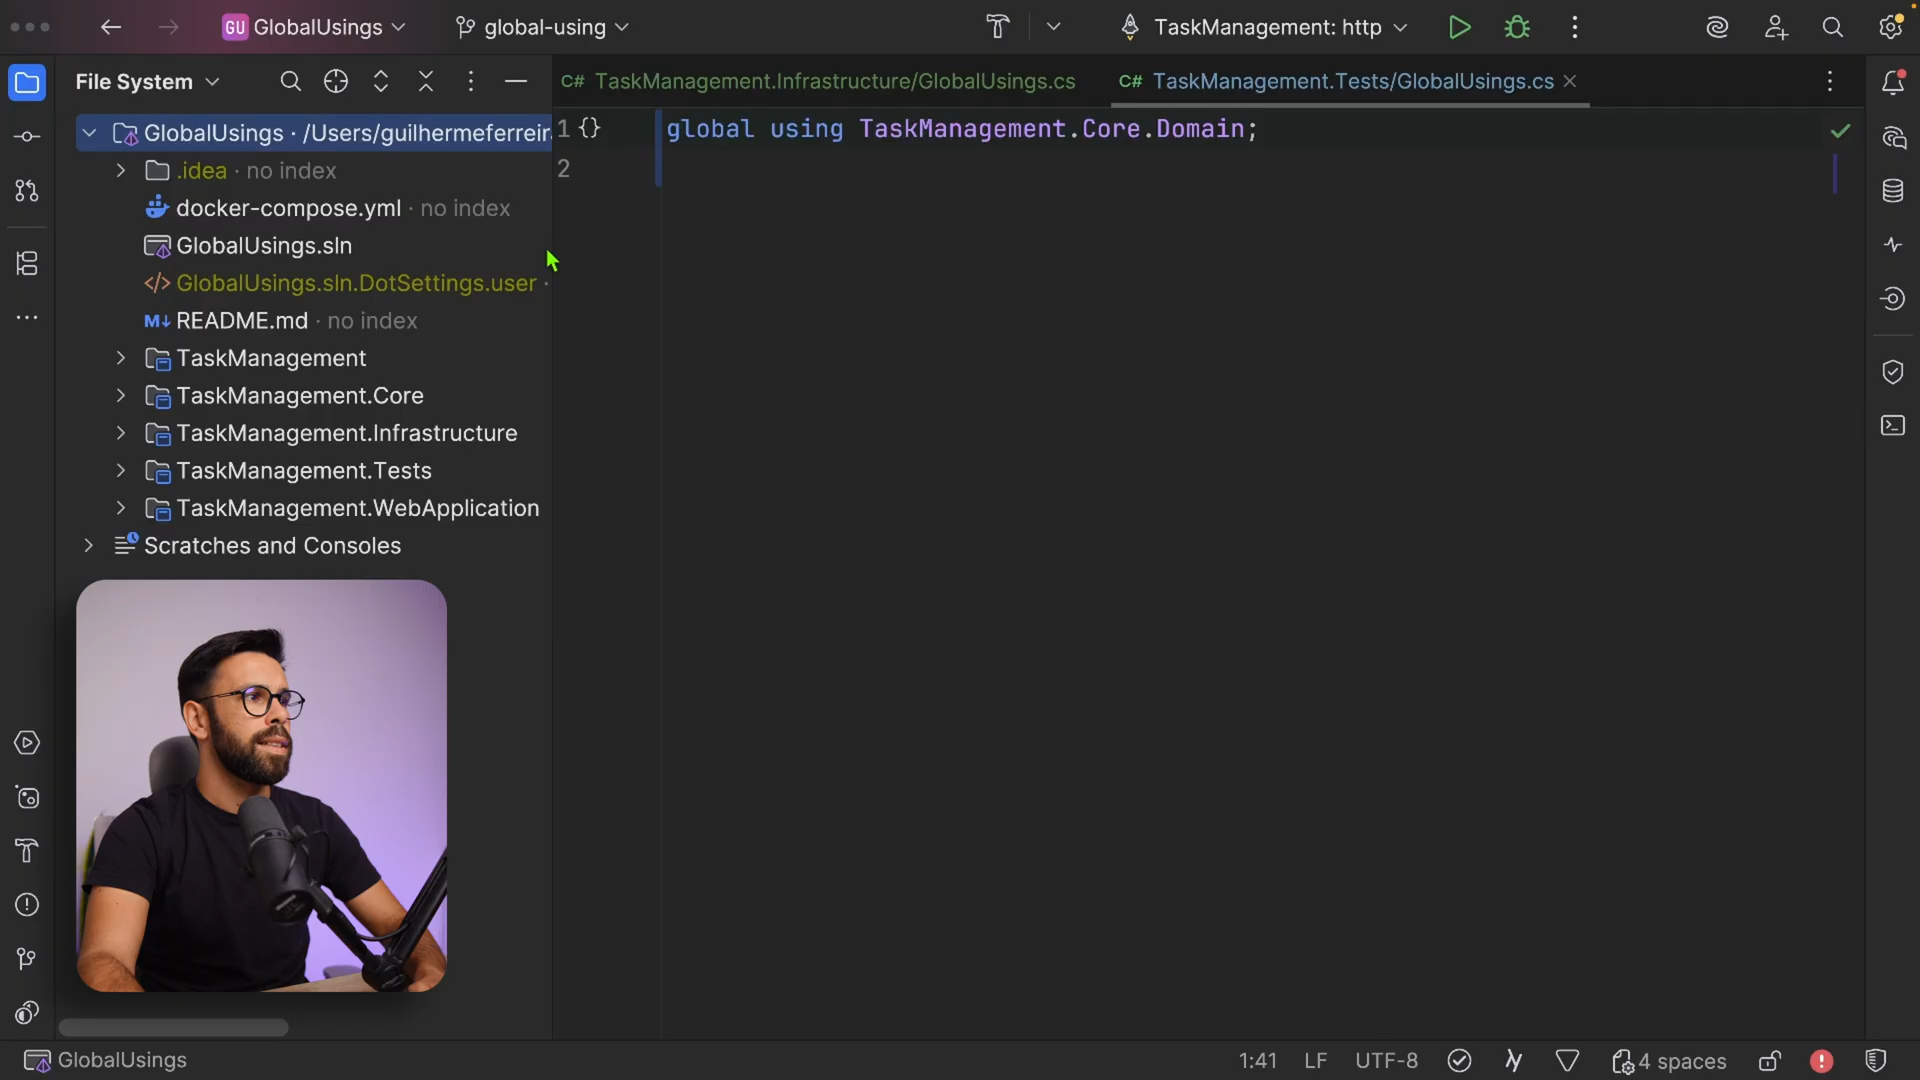 GU GlobalUsings
global-using
TaskManagement: http
File System
C# TaskManagement.Infrastructure/GlobalUsings.cs
C# TaskManagement.Tests/GlobalUsings.cs
GlobalUsings · /Users/guilhermeferreir
.idea · no index
docker-compose.yml · no index
GlobalUsings.sln
</> GlobalUsings.sln.DotSettings.user ·
M↓ README.md · no index
TaskManagement
TaskManagement.Core
TaskManagement.Infrastructure
TaskManagement.Tests
TaskManagement.WebApplication
Scratches and Consoles
1 {} global using TaskManagement.Core.Domain;
2
GlobalUsings
1:41 LF UTF-8 4 spaces